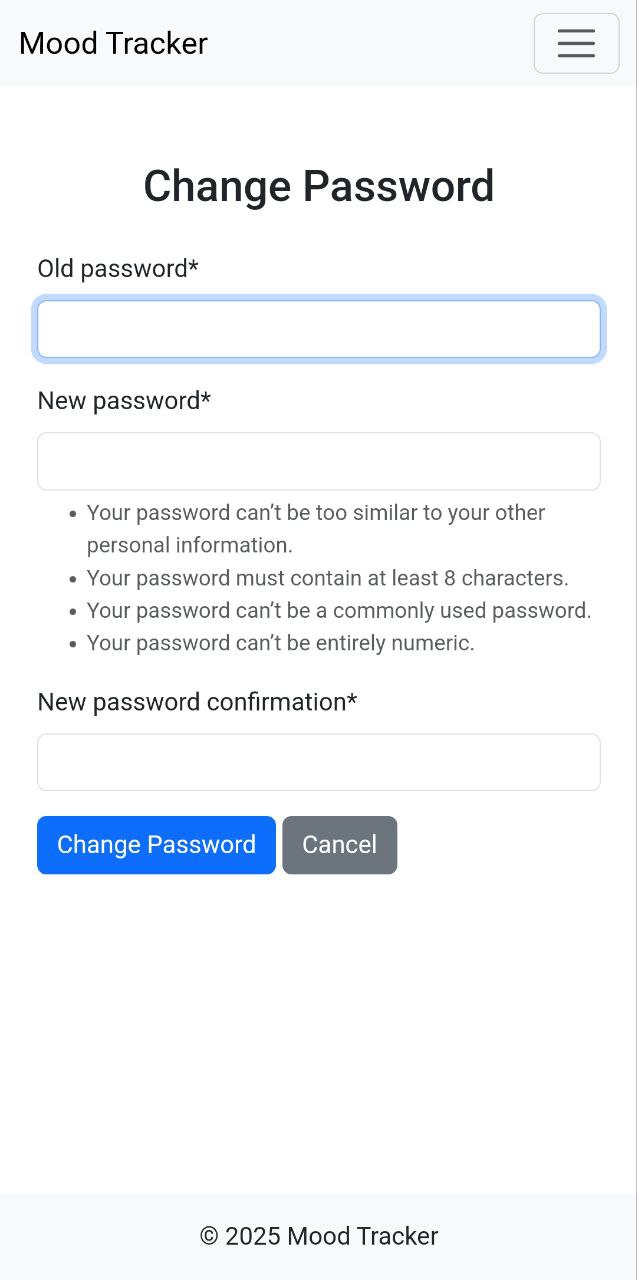 Mood Tracker
Change Password
Old password*
New password*
• Your password can’t be too similar to your other
personal information.
• Your password must contain at least 8 characters.
• Your password can’t be a commonly used password.
• Your password can’t be entirely numeric.
New password confirmation*
Change Password Cancel
© 2025 Mood Tracker